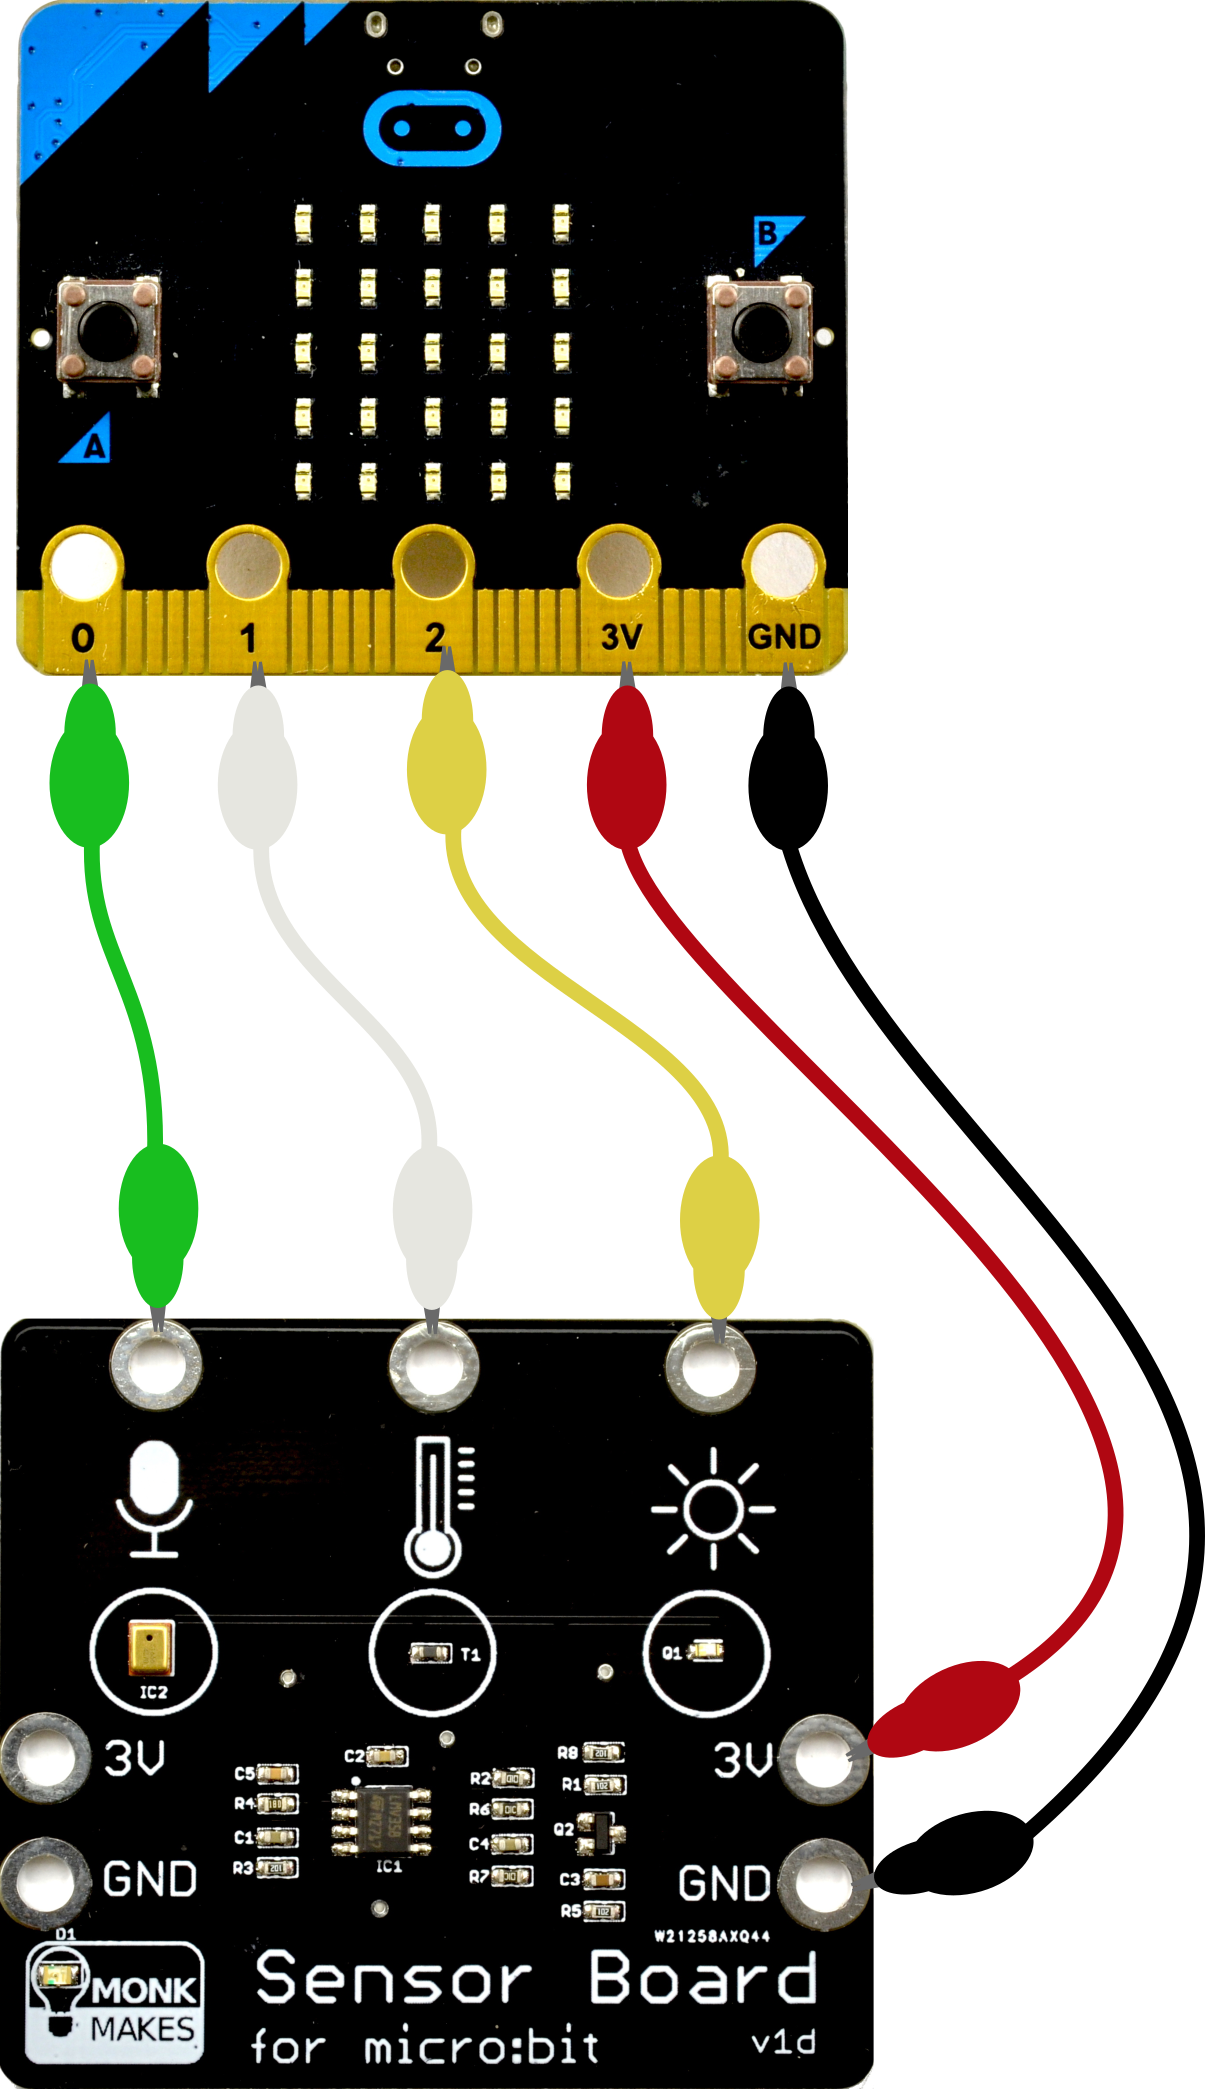 B
A
0 1 2 3V GND
T1
Q1
IC2
3V
3V
C2
R8
C5
R2
R1
R4
R6
Q2
C1
C4
IC1
R3
R7
C3
GND
GND
R5
D1
W21258AXQ44
MONK
MAKES
Sensor Board
for micro:bit
v1d